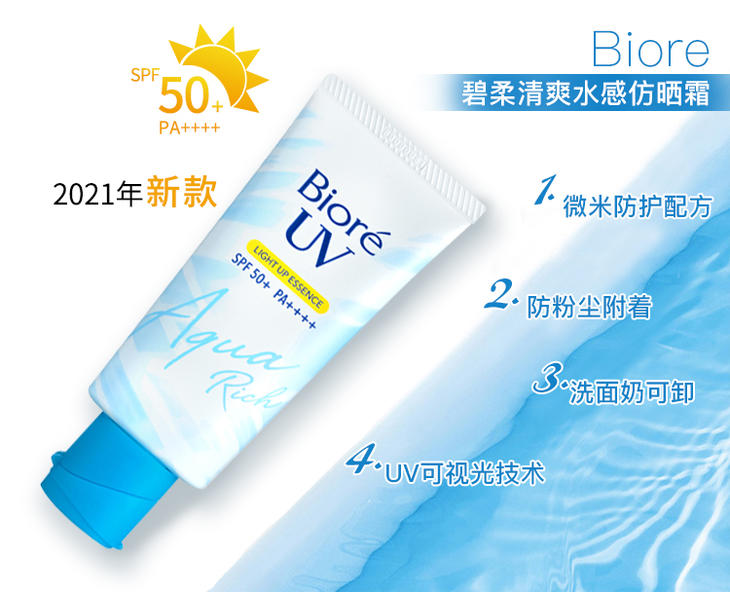 Biore
碧柔清爽水感仿晒霜
SPF
50+
PA++++
2021年新款
Bioré
UV
LIGHT UP ESSENCE
SPF 50+ PA++++
Aqua
Rich
1. 微米防护配方
2. 防粉尘附着
3. 洗面奶可卸
4. UV可视光技术